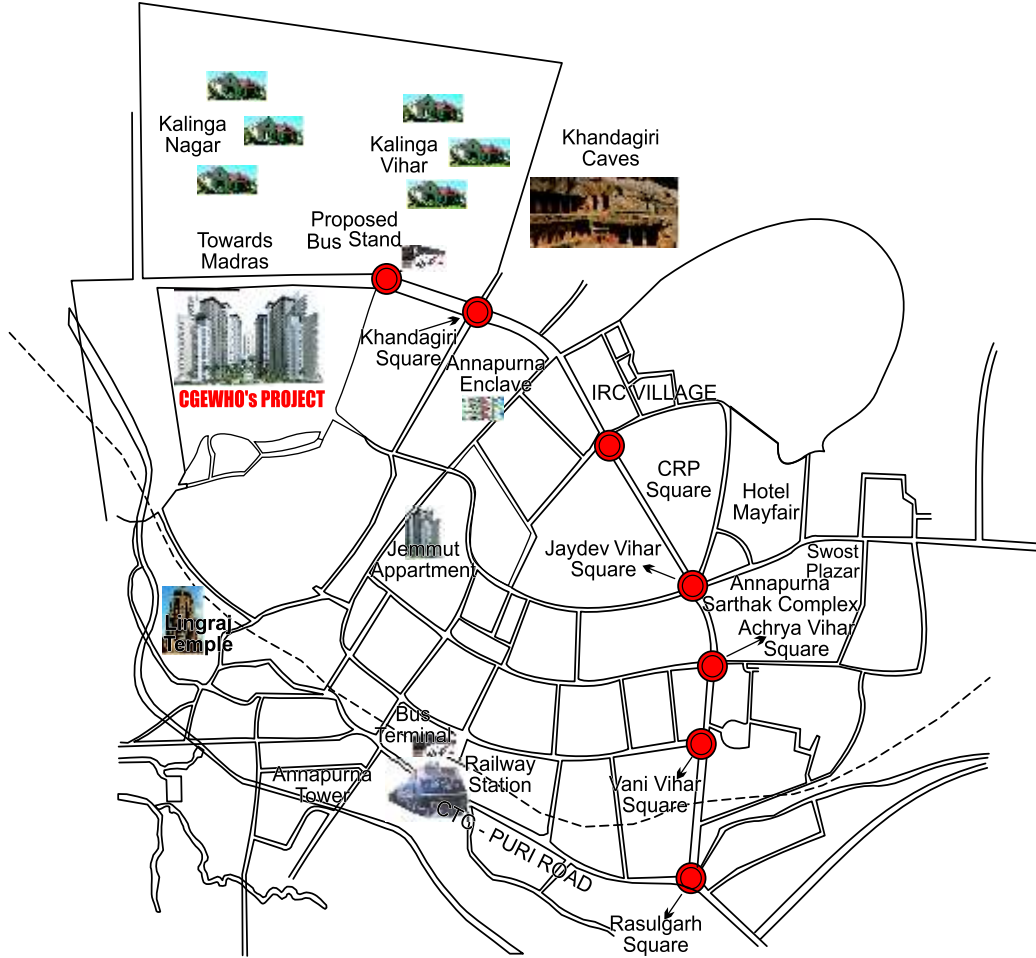 Kalinga
Nagar
Kalinga
Vihar
Khandagiri
Caves
Proposed
Bus Stand
Towards
Madras
Khandagiri
Square
Annapurna
Enclave
CGEWHO's PROJECT
IRC VILLAGE
CRP
Square
Hotel
Mayfair
Jemmut
Appartment
Jaydev Vihar
Square
Swost
Plazar
Annapurna
Sarthak Complex
Achrya Vihar
Square
Lingraj
Temple
Bus
Terminal
Railway
Station
Annapurna
Tower
Vani Vihar
Square
CTC - PURI ROAD
Rasulgarh
Square